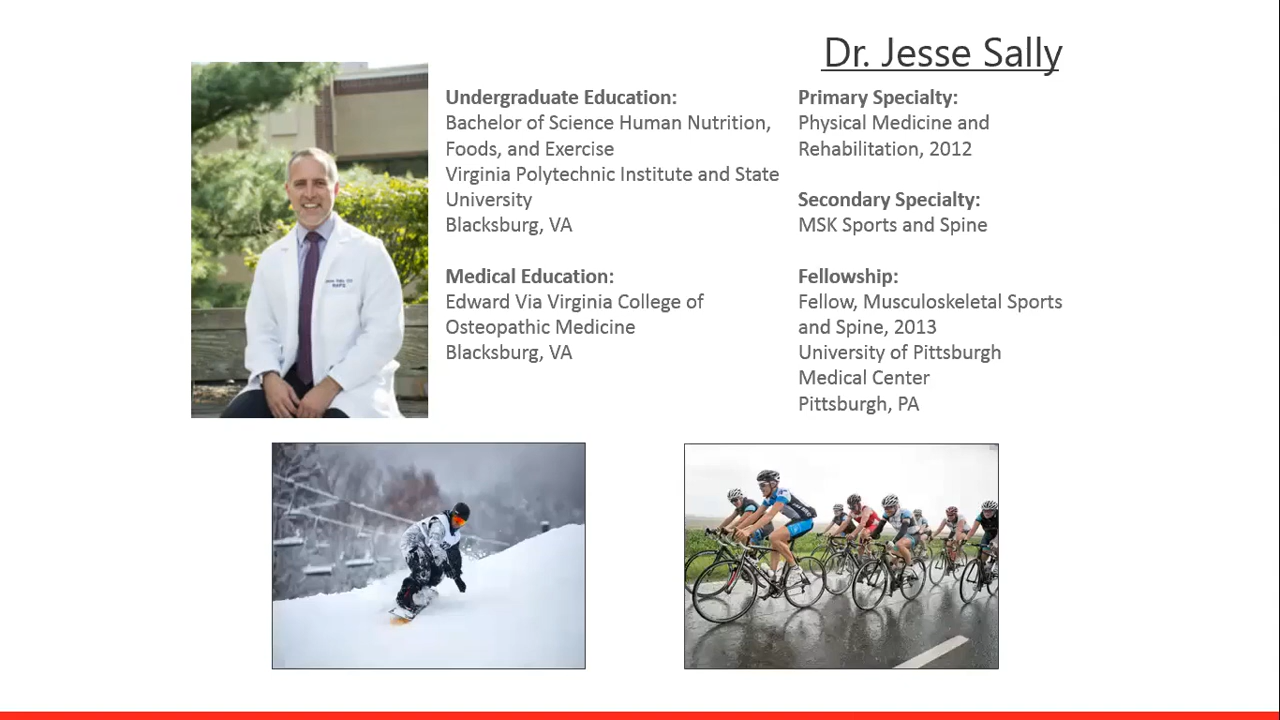 Dr. Jesse Sally
Undergraduate Education:
Bachelor of Science Human Nutrition,
Foods, and Exercise
Virginia Polytechnic Institute and State
University
Blacksburg, VA
Medical Education:
Edward Via Virginia College of
Osteopathic Medicine
Blacksburg, VA
Primary Specialty:
Physical Medicine and
Rehabilitation, 2012
Secondary Specialty:
MSK Sports and Spine
Fellowship:
Fellow, Musculoskeletal Sports
and Spine, 2013
University of Pittsburgh
Medical Center
Pittsburgh, PA